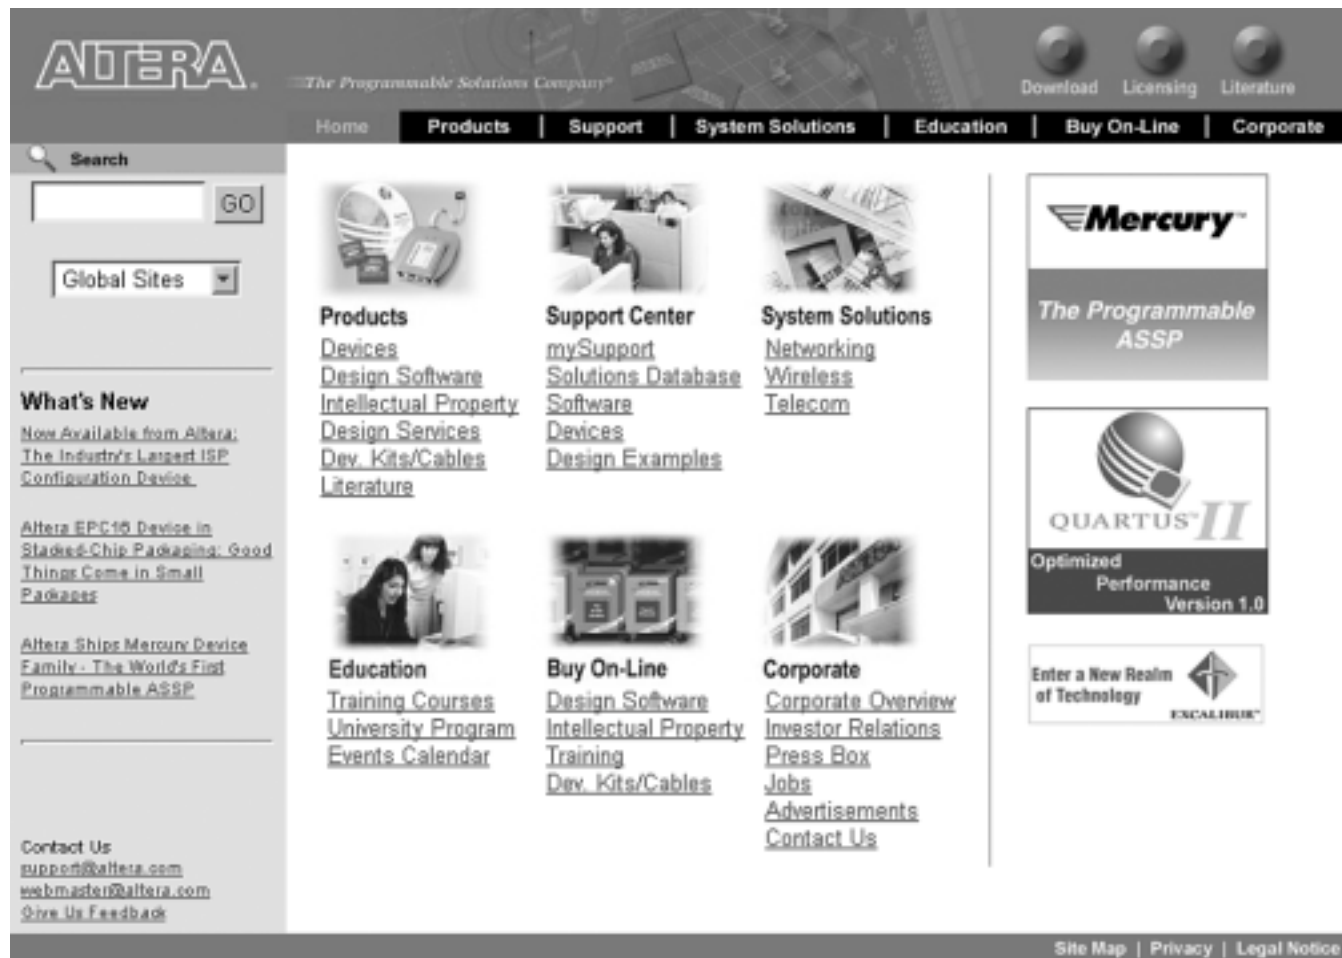 ALTERA.
The Programmable Solutions Company®
Download Licensing Literature
Home Products | Support | System Solutions | Education | Buy On-Line | Corporate
Search
GO
Global Sites
What's New
Now Available from Altera:
The Industry's Largest ISP
Configuration Device
Altera EPC16 Device in
Stacked-Chip Packaging: Good
Things Come in Small
Packages
Altera Ships Mercury Device
Family - The World's First
Programmable ASSP
Contact Us
support@altera.com
webmaster@altera.com
Give Us Feedback
Products
Devices
Design Software
Intellectual Property
Design Services
Dev. Kits/Cables
Literature
Support Center
mySupport
Solutions Database
Software
Devices
Design Examples
System Solutions
Networking
Wireless
Telecom
Education
Training Courses
University Program
Events Calendar
Buy On-Line
Design Software
Intellectual Property
Training
Dev. Kits/Cables
Corporate
Corporate Overview
Investor Relations
Press Box
Jobs
Advertisements
Contact Us
Mercury™
The Programmable
ASSP
QUARTUS® II
Optimized
Performance
Version 1.0
Enter a New Realm
of Technology
EXCALIBUR™
Site Map | Privacy | Legal Notice